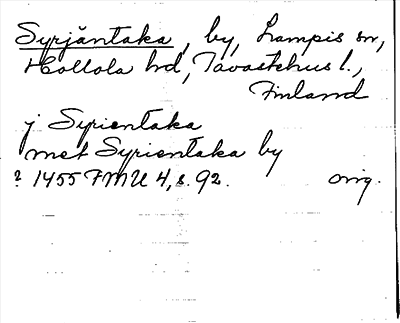 Syrjäntaka, by, Lampis sn,
Hollola hd, Tavastehus l.,
Finland
j Syrientaka
met Syrientaka by
? 1455 FMU 4, s. 92. orig.